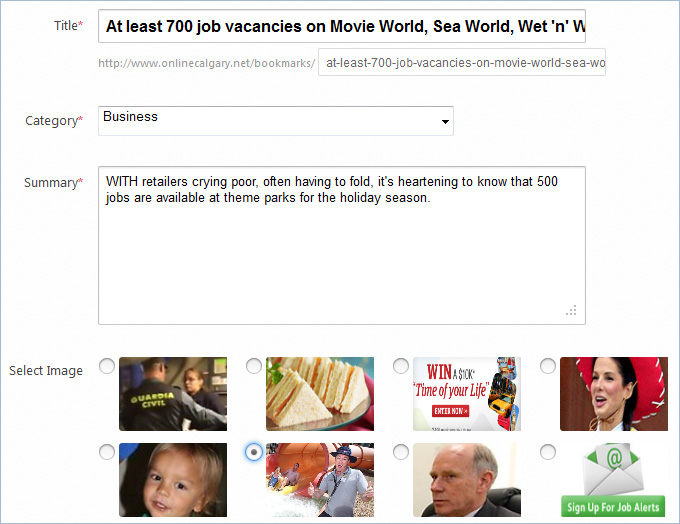 Title* At least 700 job vacancies on Movie World, Sea World, Wet 'n' W
http://www.onlinecalgary.net/bookmarks/ at-least-700-job-vacancies-on-movie-world-sea-wo
Category* Business
Summary* WITH retailers crying poor, often having to fold, it's heartening to know that 500
jobs are available at theme parks for the holiday season.
Select Image
GUARDIA
CIVIL
WIN A $10K*
"Time of your Life"
ENTER NOW »
@
Sign Up For Job Alerts